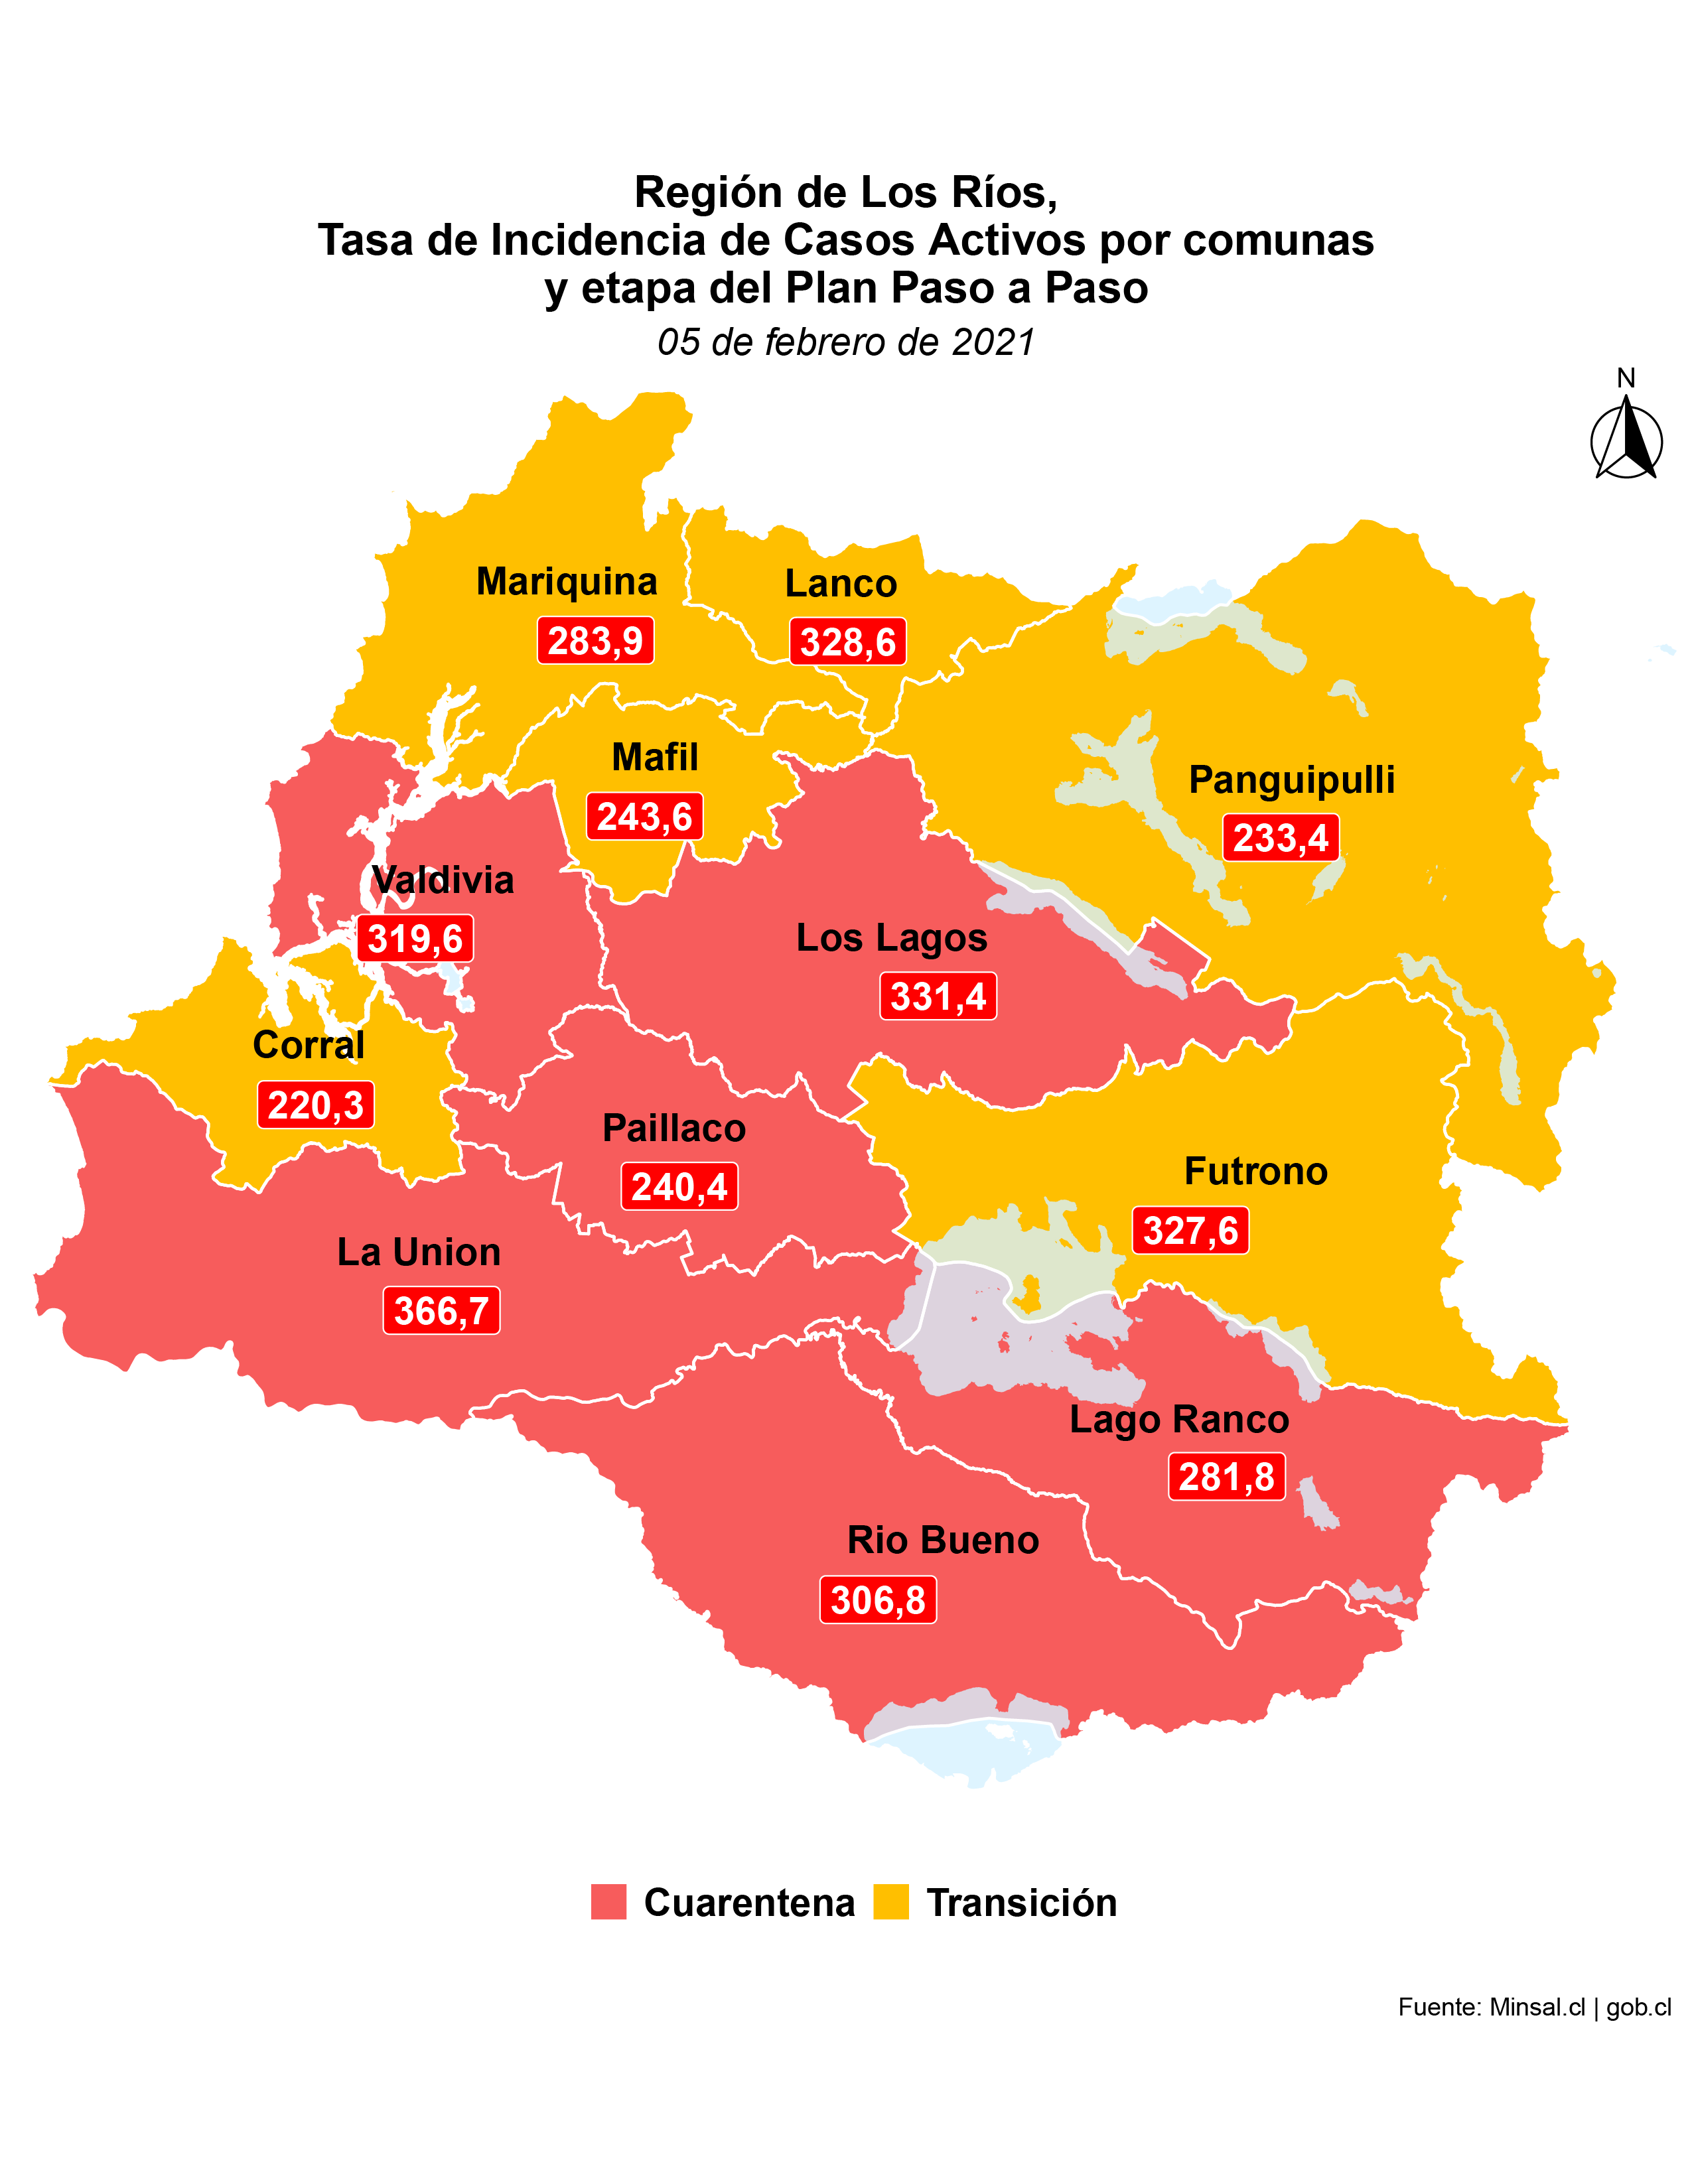 Región de Los Ríos,
Tasa de Incidencia de Casos Activos por comunas
y etapa del Plan Paso a Paso
05 de febrero de 2021
N
Mariquina
283,9
Lanco
328,6
Mafil
243,6
Panguipulli
233,4
Valdivia
319,6
Los Lagos
331,4
Corral
220,3
Paillaco
240,4
Futrono
327,6
La Union
366,7
Lago Ranco
281,8
Rio Bueno
306,8
Cuarentena
Transición
Fuente: Minsal.cl | gob.cl